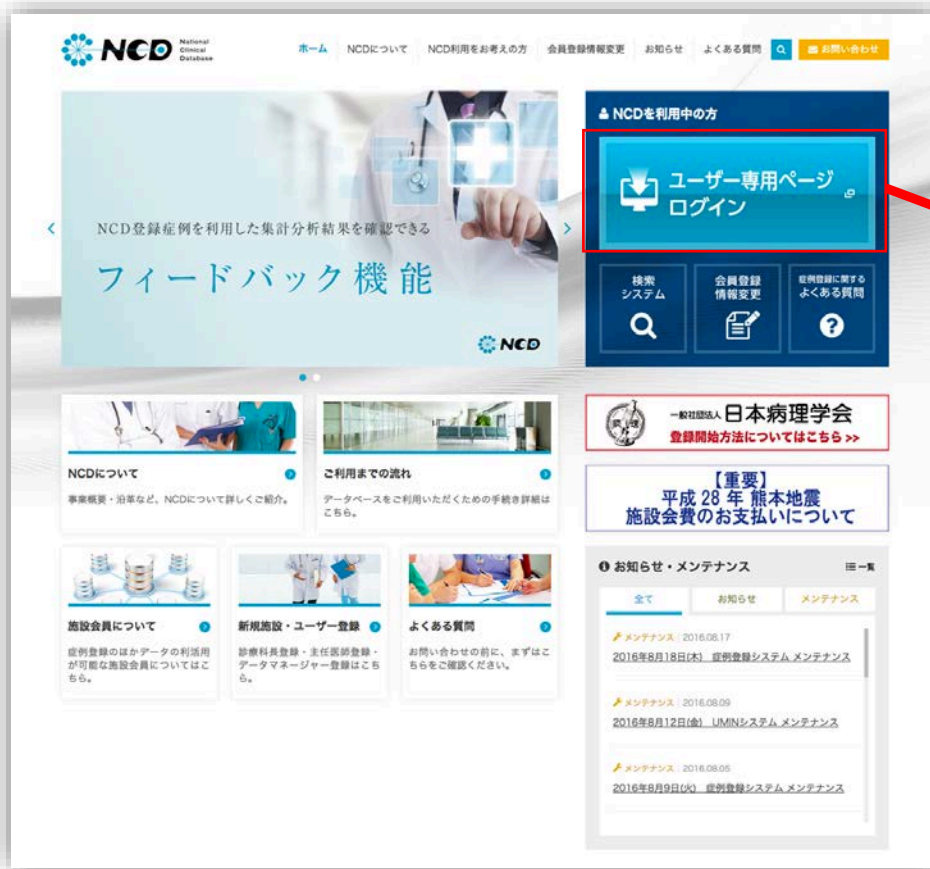 NCD National Clinical Database
ホーム NCDについて NCD利用をお考えの方 会員登録情報変更 お知らせ よくある質問 お問い合わせ
NCD登録症例を利用した集計分析結果を確認できる
フィードバック機能
NCD
NCDを利用中の方
ユーザー専用ページ
ログイン
検索
システム
会員登録
情報変更
症例登録に関する
よくある質問
NCDについて
事業概要・沿革など、NCDについて詳しくご紹介。
ご利用までの流れ
データベースをご利用いただくための手続き詳細は
こちら。
一般社団法人 日本病理学会
登録開始方法についてはこちら >>
【重要】
平成 28 年 熊本地震
施設会費のお支払いについて
施設会員について
症例登録のほかデータの利活用
が可能な施設会員についてはこ
ちら。
新規施設・ユーザー登録
診療科長登録・主任医師登録・
データマネージャー登録はこち
ら。
よくある質問
お問い合わせの前に、まずはこ
ちらをご確認ください。
お知らせ・メンテナンス 一覧
全て お知らせ メンテナンス
メンテナンス 2016.08.17
2016年8月18日(木) 症例登録システム メンテナンス
メンテナンス 2016.08.09
2016年8月12日(金) UMINシステム メンテナンス
メンテナンス 2016.08.05
2016年8月9日(火) 症例登録システム メンテナンス